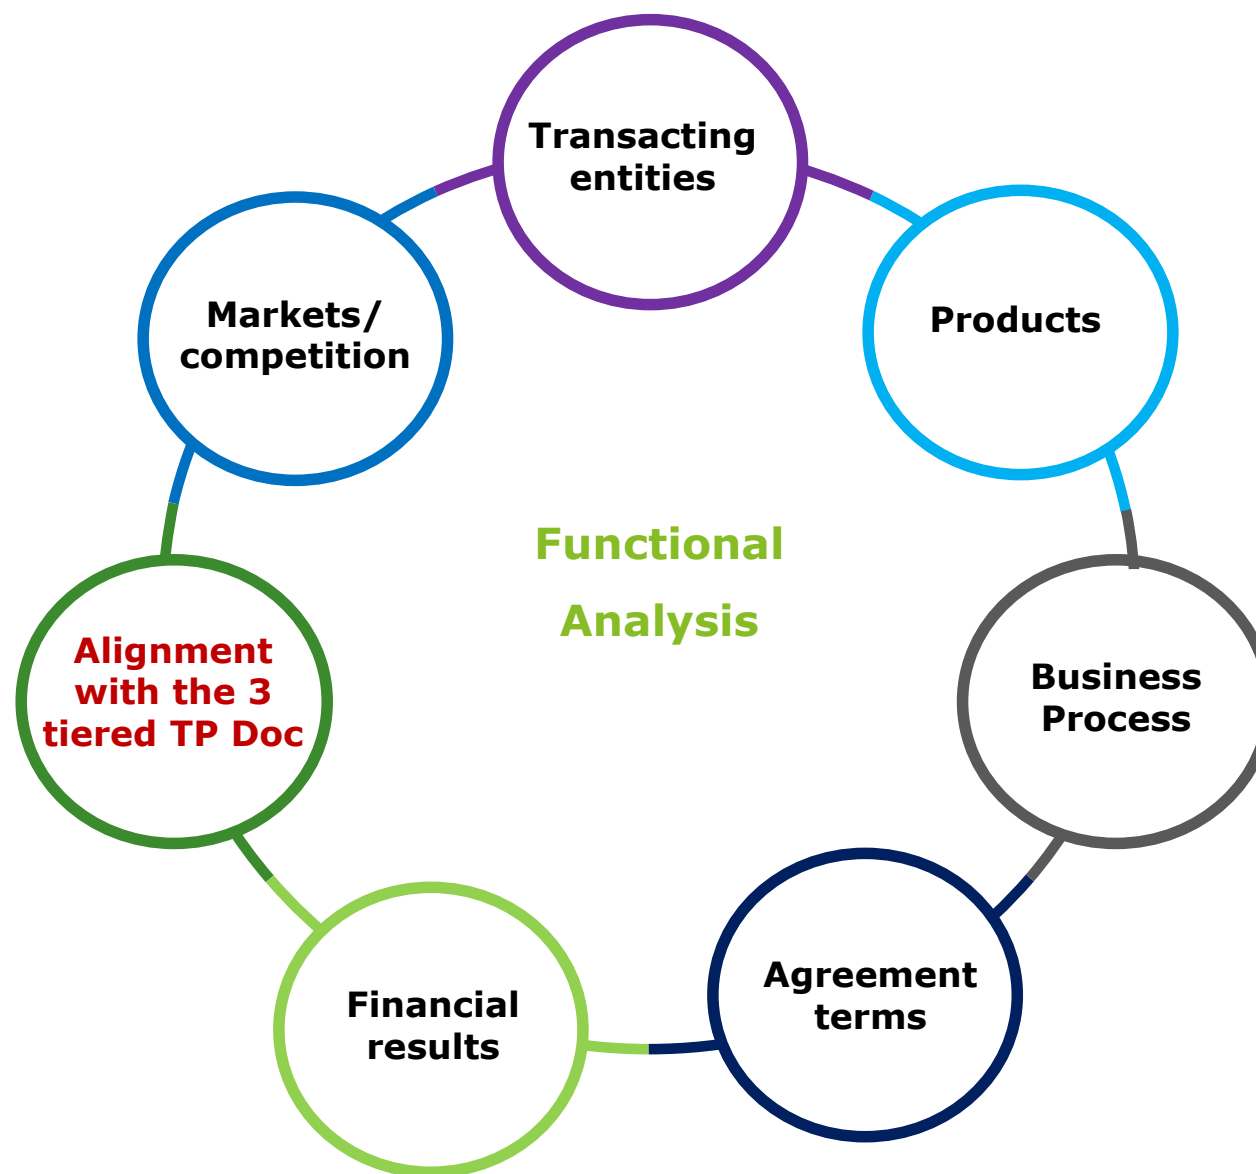 Transacting
entities
Products
Business
Process
Agreement
terms
Financial
results
Alignment
with the 3
tiered TP Doc
Markets/
competition
Functional
Analysis